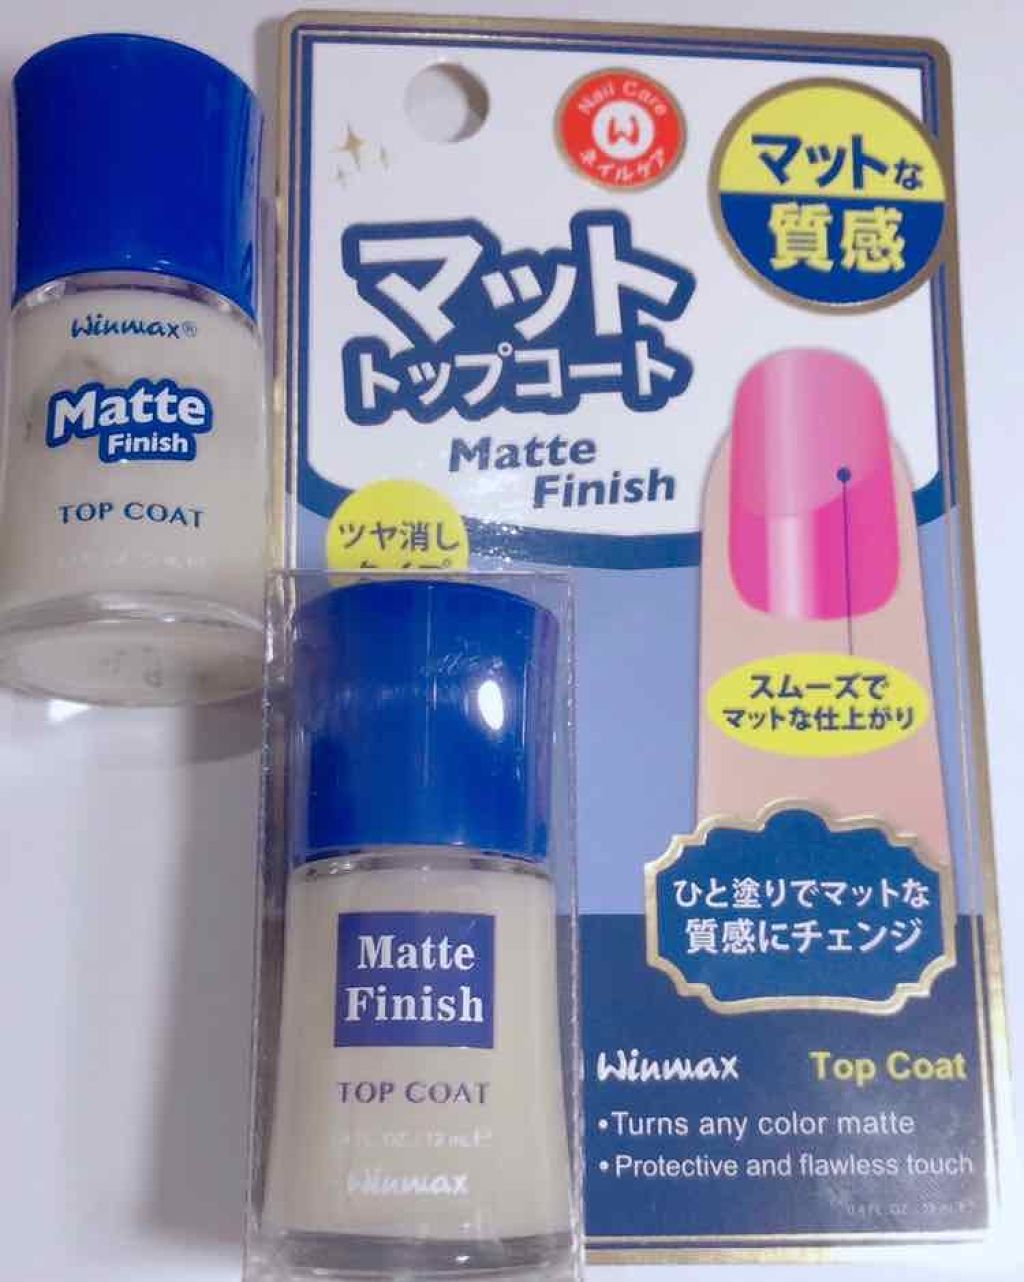 Winmax®
Matte
Finish
TOP COAT
Nail Care
W
ネイルケア
マットな
質感
マット
トップコート
Matte
Finish
ツヤ消し
タイプ
スムーズで
マットな仕上がり
ひと塗りでマットな
質感にチェンジ
Winmax Top Coat
•Turns any color matte
•Protective and flawless touch
Matte
Finish
TOP COAT
Winmax